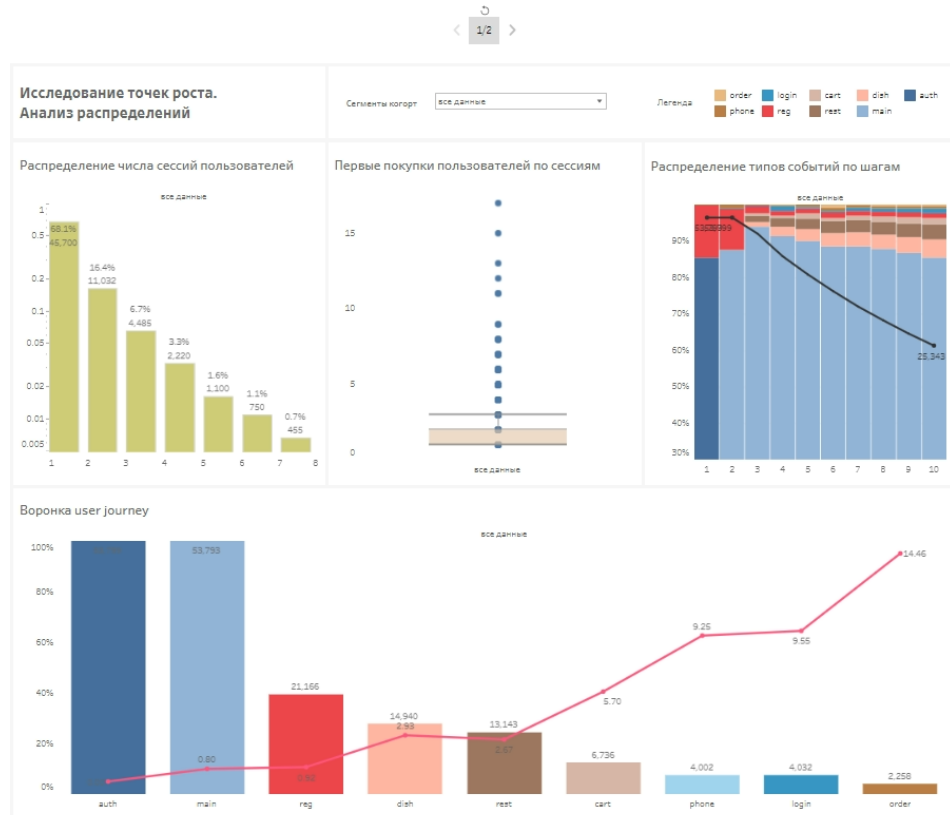 1/2
Исследование точек роста.
Анализ распределений
Сегменты когорт
все данные
Легенда
order
login
cart
dish
auth
phone
reg
rest
main
Распределение числа сессий пользователей
все данные
1
0.5
0.2
0.1
0.05
0.02
0.01
0.005
68.1%
45,700
16.4%
11,032
6.7%
4,485
3.3%
2,220
1.6%
1,100
1.1%
750
0.7%
455
1 2 3 4 5 6 7 8
Первые покупки пользователей по сессиям
15
10
5
0
все данные
Распределение типов событий по шагам
все данные
90%
80%
70%
60%
50%
40%
30%
25,343
1 2 3 4 5 6 7 8 9 10
Воронка user journey
все данные
100%
80%
60%
40%
20%
0%
53,793
0.80
21,166
14,940
2.93
13,143
2.67
6,736
5.70
4,002
9.25
4,032
9.55
2,258
14.46
auth main reg dish rest cart phone login order